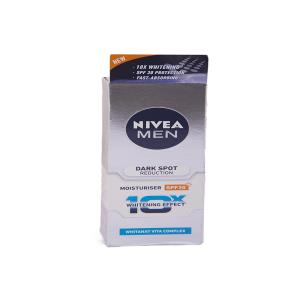 NEW
• 10X WHITENING
• SPF 30 PROTECTION
• FAST-ABSORBING
NIVEA
MEN
DARK SPOT
REDUCTION
MOISTURISER SPF30
10X
WHITENING EFFECT
WHITENAT VITA COMPLEX